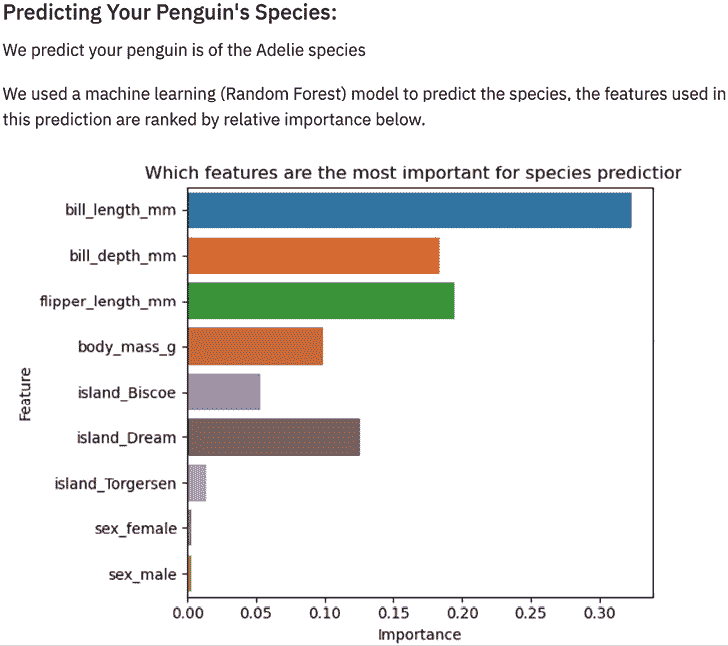 Predicting Your Penguin's Species:
We predict your penguin is of the Adelie species
We used a machine learning (Random Forest) model to predict the species, the features used in
this prediction are ranked by relative importance below.
Which features are the most important for species predictior
bill_length_mm
bill_depth_mm
flipper_length_mm
body_mass_g
island_Biscoe
island_Dream
island_Torgersen
sex_female
sex_male
Feature
0.00 0.05 0.10 0.15 0.20 0.25 0.30
Importance